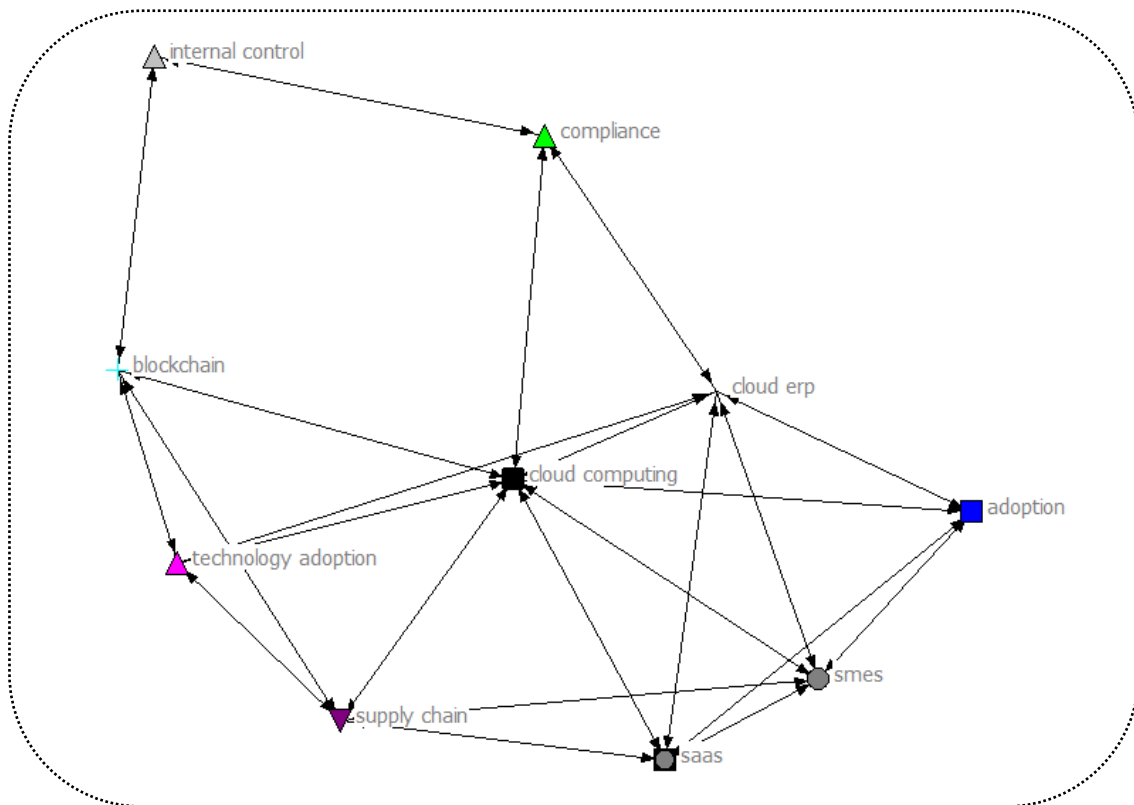 internal control
compliance
blockchain
cloud erp
cloud computing
adoption
technology adoption
smes
supply chain
saas